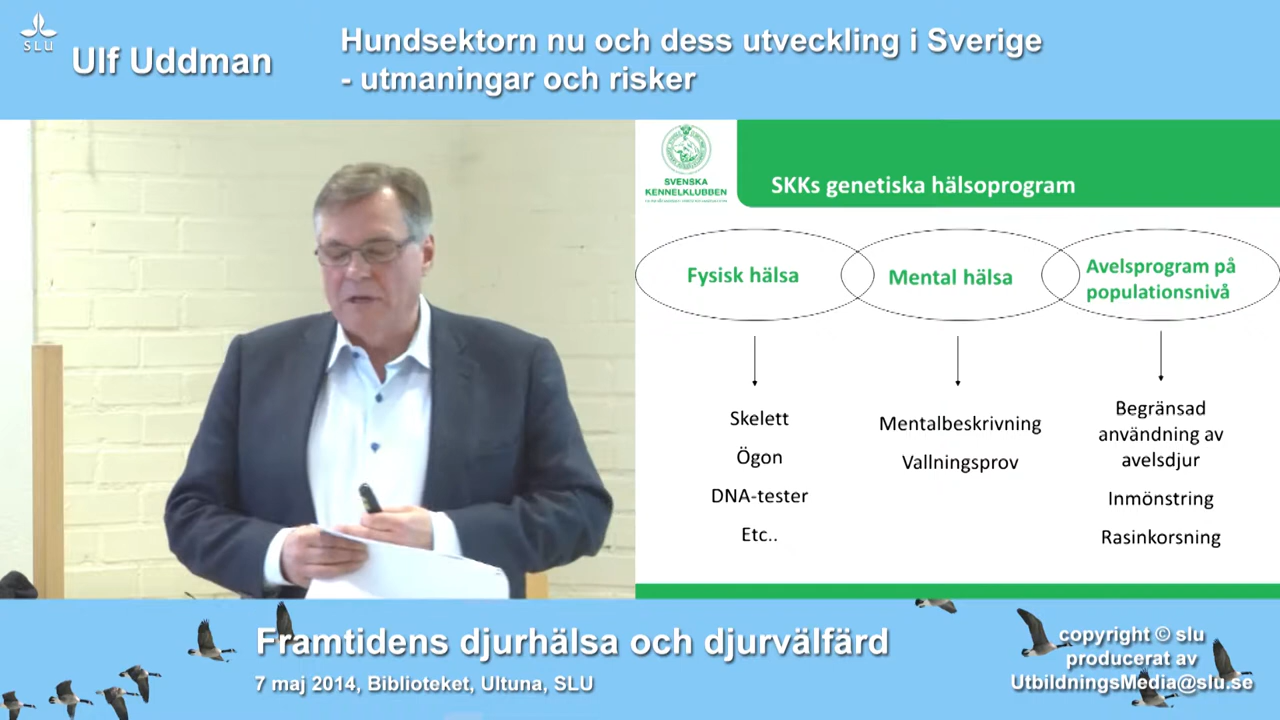 SLU
Ulf Uddman
Hundsektorn nu och dess utveckling i Sverige
- utmaningar och risker
SVENSKA
KENNELKLUBBEN
SKKs genetiska hälsoprogram
Fysisk hälsa
Mental hälsa
Avelsprogram på
populationsnivå
Skelett
Ögon
DNA-tester
Etc..
Mentalbeskrivning
Vallningsprov
Begränsad
användning av
avelsdjur
Inmönstring
Rasinkorsning
Framtidens djurhälsa och djurvälfärd
7 maj 2014, Biblioteket, Ultuna, SLU
copyright © slu
producerat av
UtbildningsMedia@slu.se